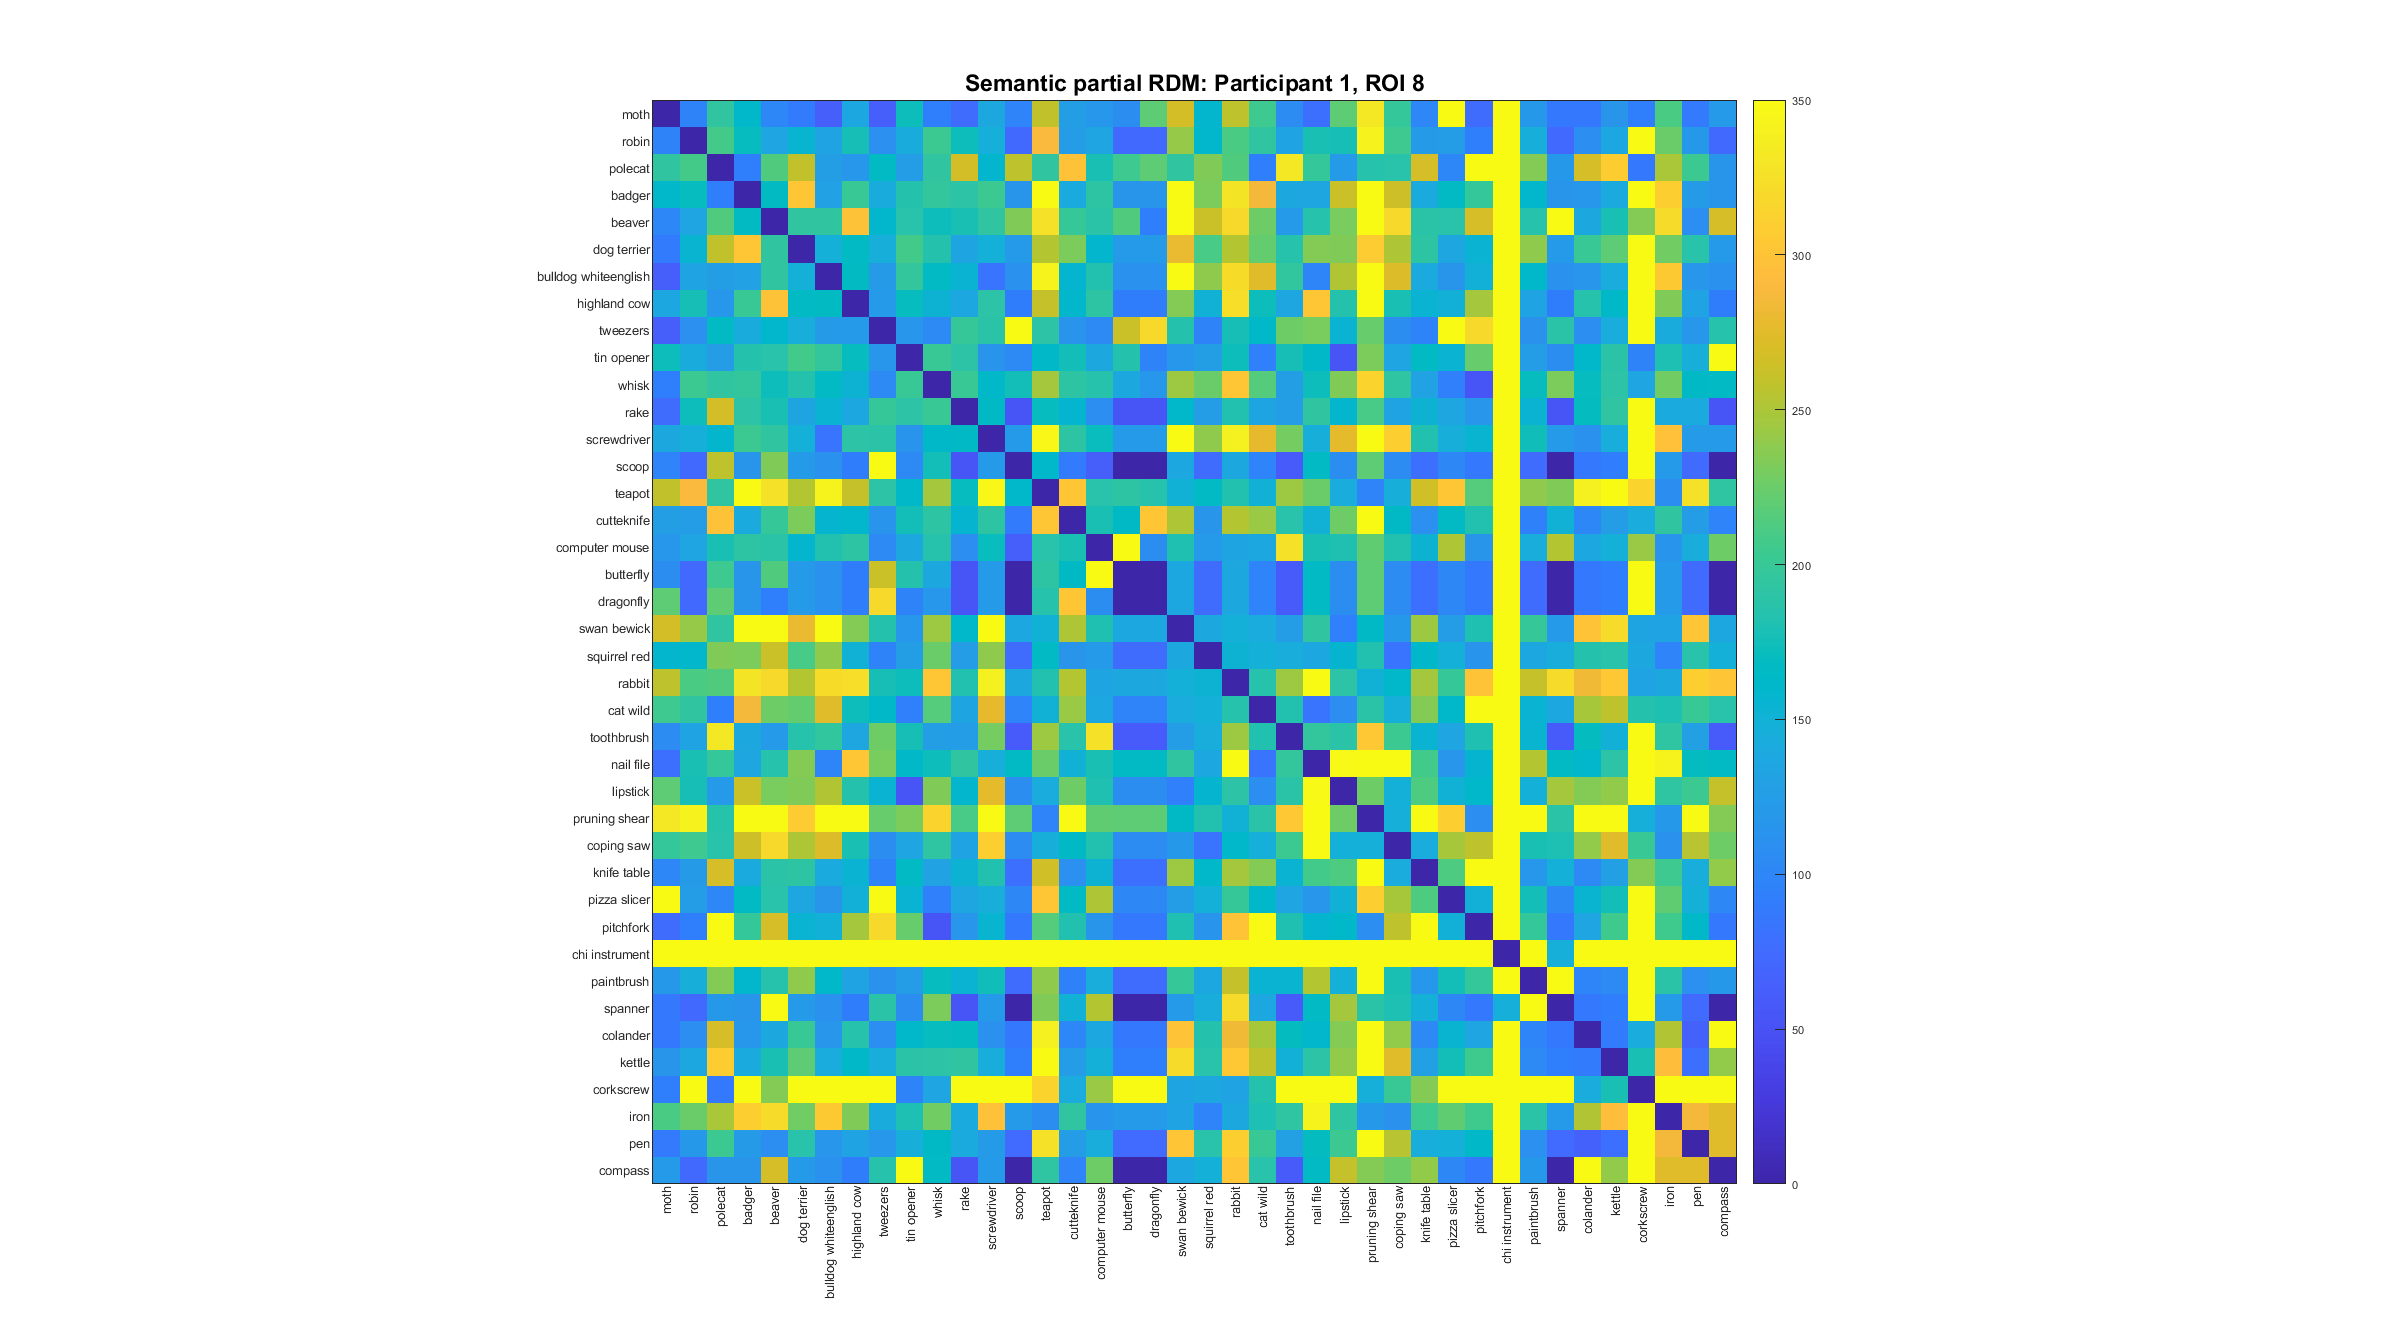 Semantic partial RDM: Participant 1, ROI 8
moth
robin
polecat
badger
beaver
dog terrier
bulldog whiteenglish
highland cow
tweezers
tin opener
whisk
rake
screwdriver
scoop
teapot
cutteknife
computer mouse
butterfly
dragonfly
swan bewick
squirrel red
rabbit
cat wild
toothbrush
nail file
lipstick
pruning shear
coping saw
knife table
pizza slicer
pitchfork
chi instrument
paintbrush
spanner
colander
kettle
corkscrew
iron
pen
compass
moth
robin
polecat
badger
beaver
dog terrier
bulldog whiteenglish
highland cow
tweezers
tin opener
whisk
rake
screwdriver
scoop
teapot
cutteknife
computer mouse
butterfly
dragonfly
swan bewick
squirrel red
rabbit
cat wild
toothbrush
nail file
lipstick
pruning shear
coping saw
knife table
pizza slicer
pitchfork
chi instrument
paintbrush
spanner
colander
kettle
corkscrew
iron
pen
compass
350
300
250
200
150
100
50
0